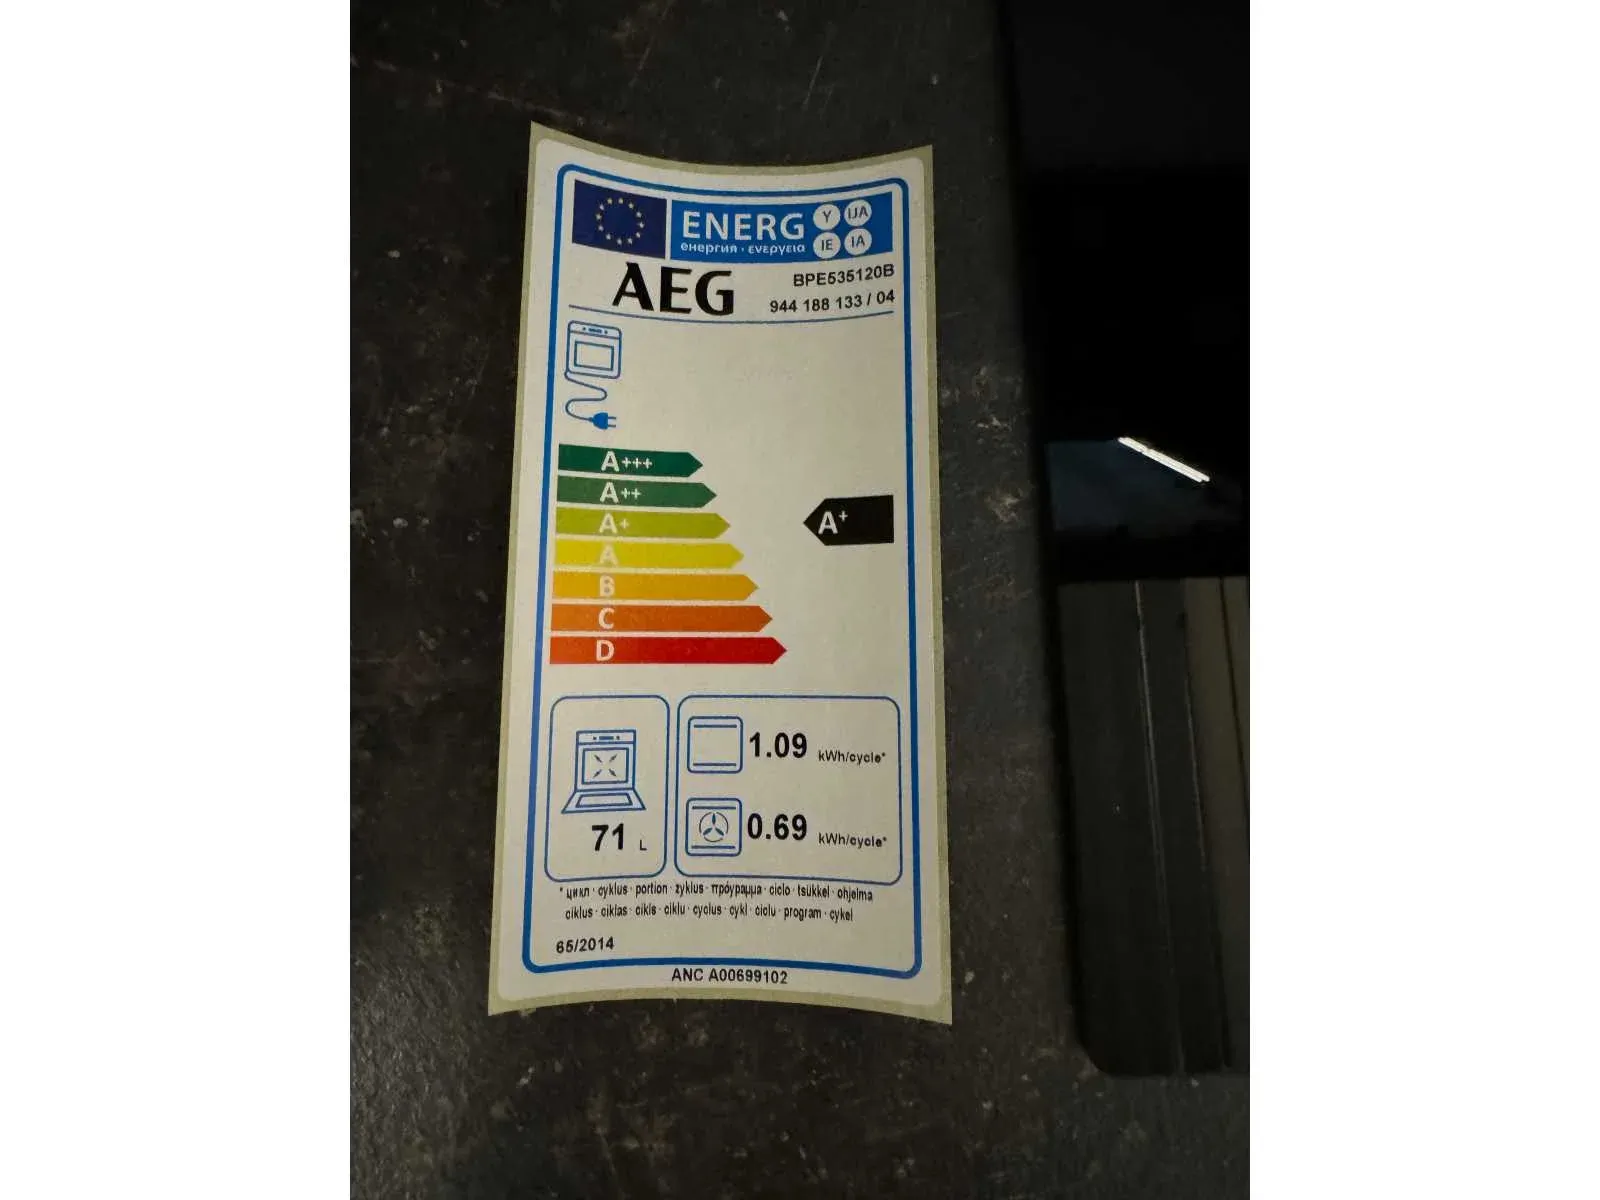 ENERG Y IJA
енергия · ενεργεια IE IA
AEG BPE535120B
944 188 133 / 04
A+++
A++
A+
A+
A
B
C
D
1.09 kWh/cycle*
0.69 kWh/cycle*
71 L
* цикл · cyklus · portion · zyklus · πρόγραμμα · ciclo · tsükkel · ohjelma
ciklus · ciklas · cikls · ciklu · cyclus · cykl · ciclu · program · cykel
65/2014
ANC A00699102